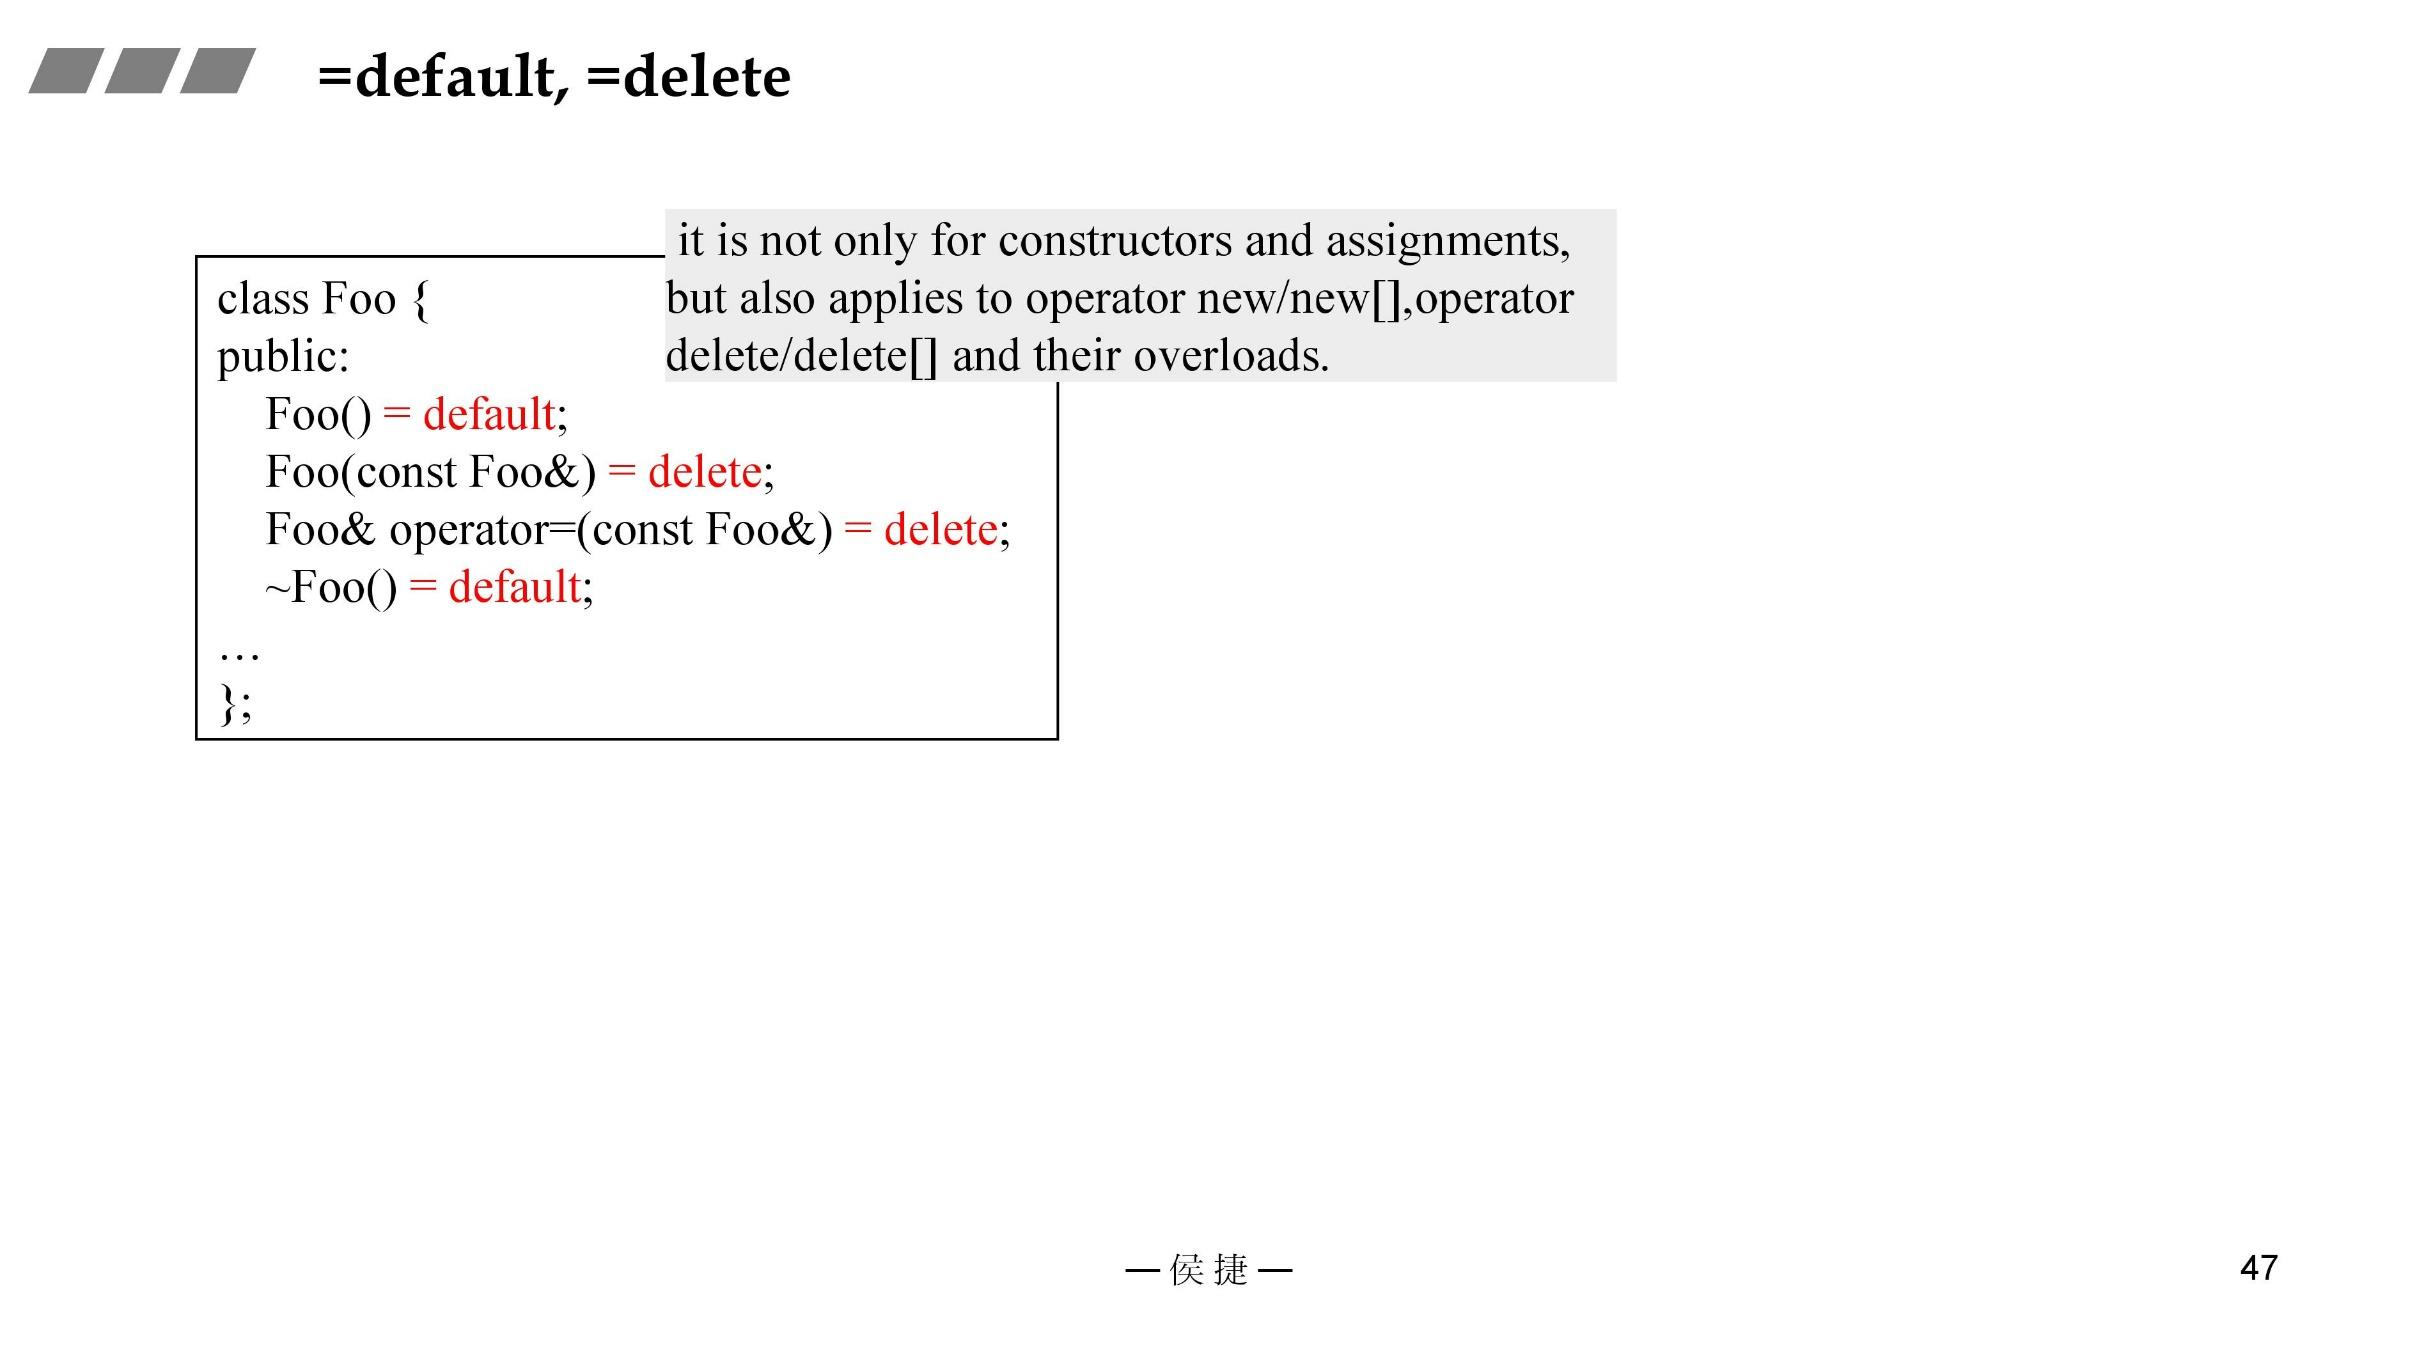 =default, =delete
it is not only for constructors and assignments,
but also applies to operator new/new[],operator
delete/delete[] and their overloads.
class Foo {
public:
Foo() = default;
Foo(const Foo&) = delete;
Foo& operator=(const Foo&) = delete;
~Foo() = default;
…
};
— 侯 捷 —
47